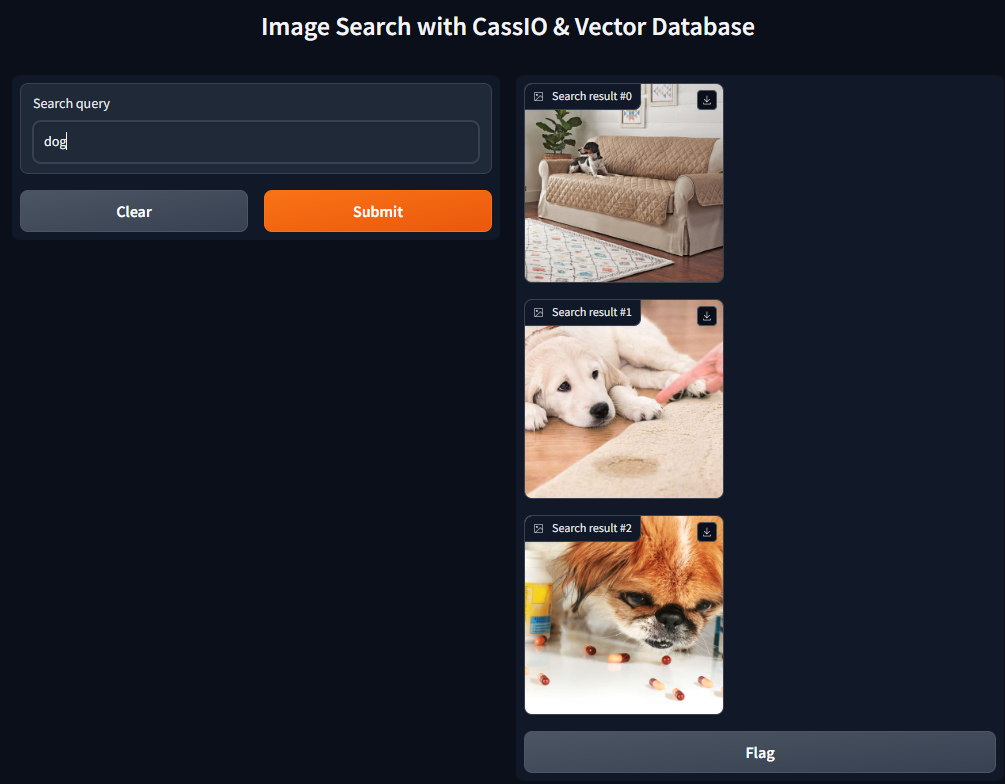 Image Search with CassIO & Vector Database
Search query
dog
Clear
Submit
Search result #0
Search result #1
Search result #2
Flag